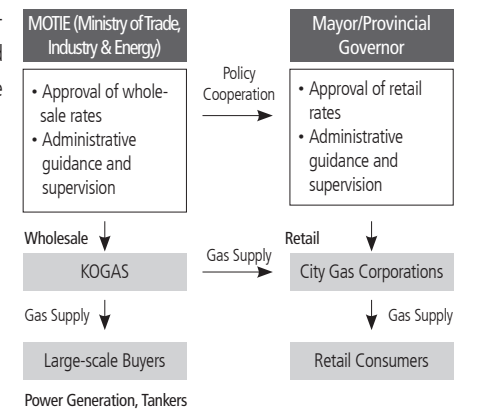 MOTIE (Ministry of Trade,
Industry & Energy)
Mayor/Provincial
Governor
• Approval of whole-
sale rates
• Administrative
guidance and
supervision
Policy
Cooperation
• Approval of retail
rates
• Administrative
guidance and
supervision
Wholesale
Retail
KOGAS
Gas Supply
City Gas Corporations
Gas Supply
Gas Supply
Large-scale Buyers
Retail Consumers
Power Generation, Tankers